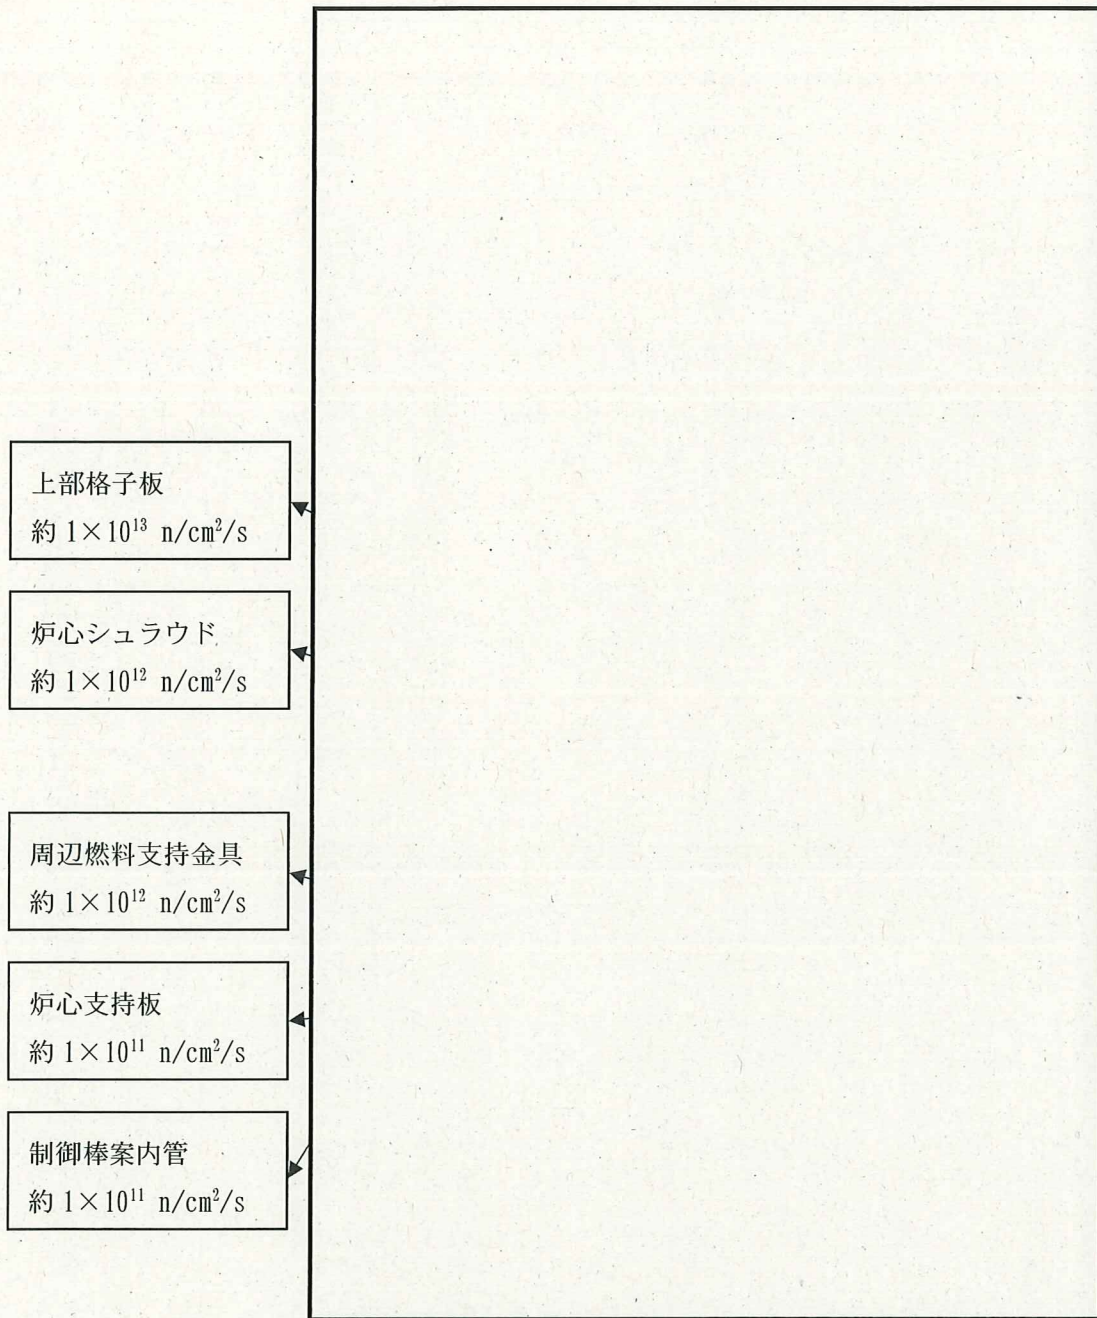 上部格子板
約 1×10¹³ n/cm²/s
炉心シュラウド
約 1×10¹² n/cm²/s
周辺燃料支持金具
約 1×10¹² n/cm²/s
炉心支持板
約 1×10¹¹ n/cm²/s
制御棒案内管
約 1×10¹¹ n/cm²/s